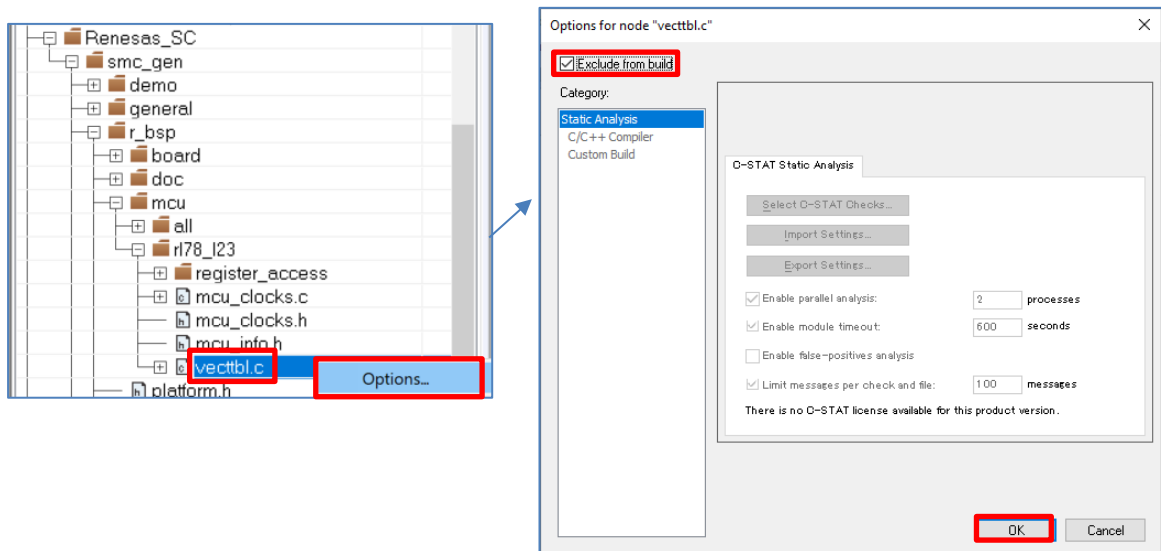 Renesas_SC
smc_gen
demo
general
r_bsp
board
doc
mcu
all
rl78_l23
register_access
mcu_clocks.c
mcu_clocks.h
mcu_info.h
vecttbl.c
Options...
platform.h
Options for node "vecttbl.c"
Exclude from build
Category:
Static Analysis
C/C++ Compiler
Custom Build
C-STAT Static Analysis
Select C-STAT Checks...
Import Settings...
Export Settings...
Enable parallel analysis: 2 processes
Enable module timeout: 600 seconds
Enable false-positives analysis
Limit messages per check and file: 100 messages
There is no C-STAT license available for this product version.
OK Cancel